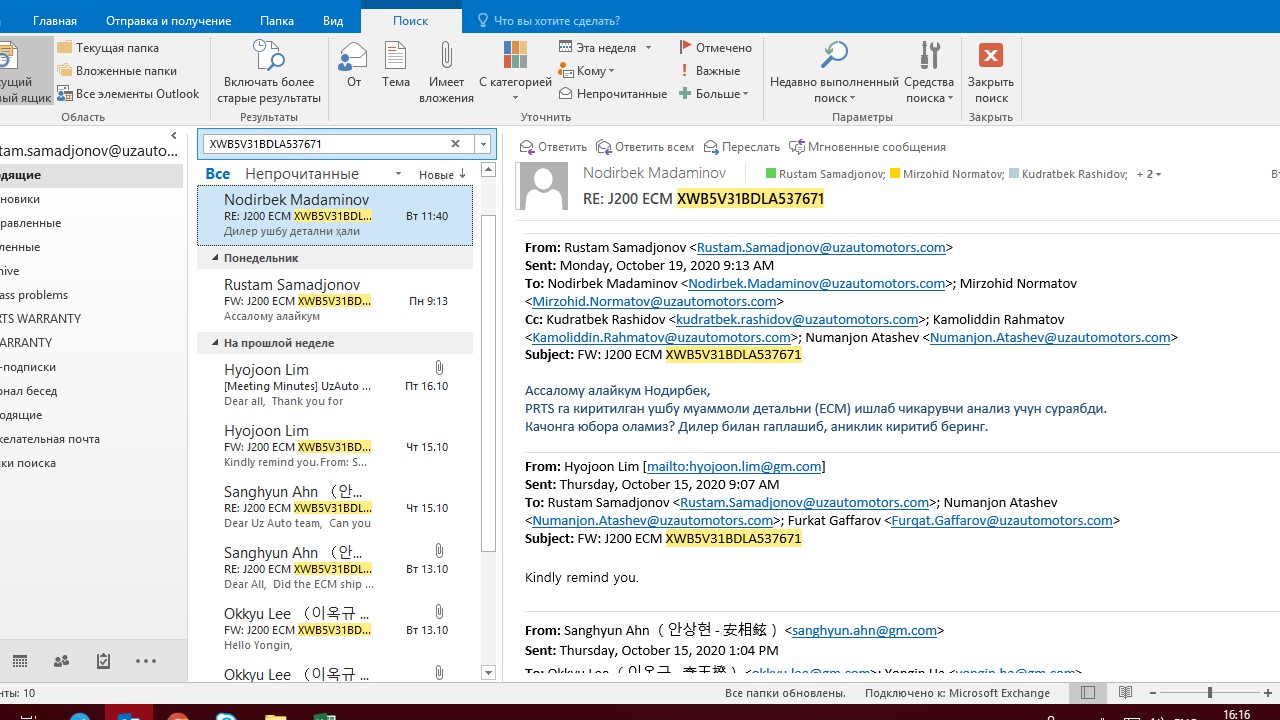 Главная Отправка и получение Папка Вид Поиск Что вы хотите сделать?
Текущая папка
Вложенные папки
Все элементы Outlook
Область
Включать более
старые результаты
Результаты
От
Тема
Имеет
вложения
С категорией
Эта неделя
Кому
Непрочитанные
Отмечено
Важные
Больше
Уточнить
Недавно выполненный
поиск
Средства
поиска
Параметры
Закрыть
поиск
Закрыть
tam.samadjonov@uzauto...
одящие
новики
равленные
ленные
ive
ass problems
RTS WARRANTY
ARRANTY
-подписки
рнал бесед
одящие
желательная почта
ки поиска
XWB5V31BDLA537671
Все Непрочитанные Новые ↓
Nodirbek Madaminov
RE: J200 ECM XWB5V31BDL... Вт 11:40
Дилер ушбу детални ҳали
Понедельник
Rustam Samadjonov
FW: J200 ECM XWB5V31BD... Пн 9:13
Ассалому алайкум
На прошлой неделе
Hyojoon Lim
[Meeting Minutes] UzAuto ... Пт 16.10
Dear all, Thank you for
Hyojoon Lim
FW: J200 ECM XWB5V31BD... Чт 15.10
Kindly remind you. From: S...
Sanghyun Ahn （안...
RE: J200 ECM XWB5V31BDL... Чт 15.10
Dear Uz Auto team, Can you
Sanghyun Ahn （안...
RE: J200 ECM XWB5V31BDL... Вт 13.10
Dear All, Did the ECM ship ...
Okkyu Lee （이옥규 ...
FW: J200 ECM XWB5V31BD... Вт 13.10
Hello Yongin,
Okkyu Lee （이옥규 ...
Ответить Ответить всем Переслать Мгновенные сообщения
Nodirbek Madaminov Rustam Samadjonov; Mirzohid Normatov; Kudratbek Rashidov; + 2
RE: J200 ECM XWB5V31BDLA537671
From: Rustam Samadjonov <Rustam.Samadjonov@uzautomotors.com>
Sent: Monday, October 19, 2020 9:13 AM
To: Nodirbek Madaminov <Nodirbek.Madaminov@uzautomotors.com>; Mirzohid Normatov
<Mirzohid.Normatov@uzautomotors.com>
Cc: Kudratbek Rashidov <kudratbek.rashidov@uzautomotors.com>; Kamoliddin Rahmatov
<Kamoliddin.Rahmatov@uzautomotors.com>; Numanjon Atashev <Numanjon.Atashev@uzautomotors.com>
Subject: FW: J200 ECM XWB5V31BDLA537671
Ассалому алайкум Нодирбек,
PRTS га киритилган ушбу муаммоли детальни (ECM) ишлаб чикарувчи анализ учун сураябди.
Качонга юбора оламиз? Дилер билан гаплашиб, аниклик киритиб беринг.
From: Hyojoon Lim [mailto:hyojoon.lim@gm.com]
Sent: Thursday, October 15, 2020 9:07 AM
To: Rustam Samadjonov <Rustam.Samadjonov@uzautomotors.com>; Numanjon Atashev
<Numanjon.Atashev@uzautomotors.com>; Furkat Gaffarov <Furqat.Gaffarov@uzautomotors.com>
Subject: FW: J200 ECM XWB5V31BDLA537671
Kindly remind you.
From: Sanghyun Ahn （안상현 - 安相鉉）<sanghyun.ahn@gm.com>
Sent: Thursday, October 15, 2020 1:04 PM
нты: 10 Все папки обновлены. Подключено к: Microsoft Exchange
16:16